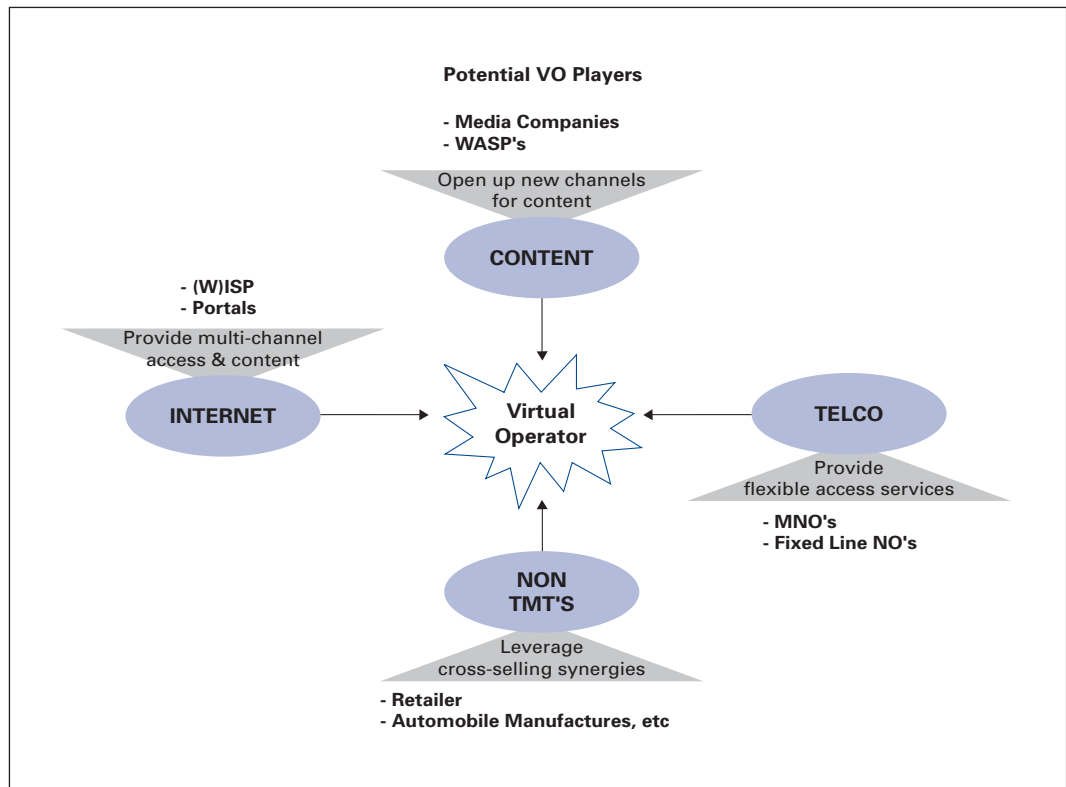 Potential VO Players
- Media Companies
- WASP's
Open up new channels
for content
CONTENT
- (W)ISP
- Portals
Provide multi-channel
access & content
INTERNET
Virtual
Operator
TELCO
Provide
flexible access services
- MNO's
- Fixed Line NO's
NON
TMT'S
Leverage
cross-selling synergies
- Retailer
- Automobile Manufactures, etc